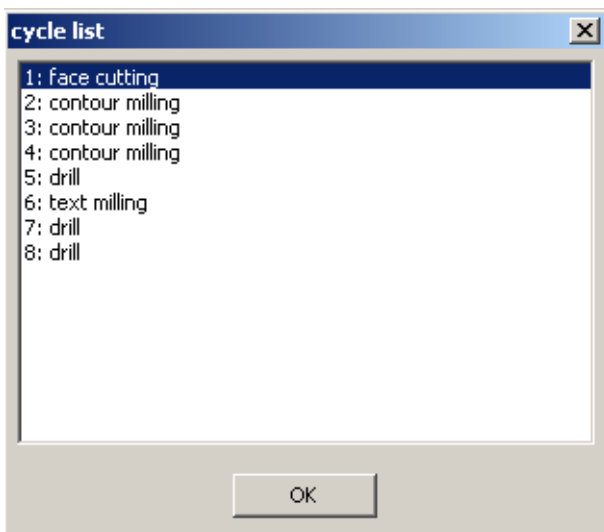 cycle list
1: face cutting
2: contour milling
3: contour milling
4: contour milling
5: drill
6: text milling
7: drill
8: drill
OK